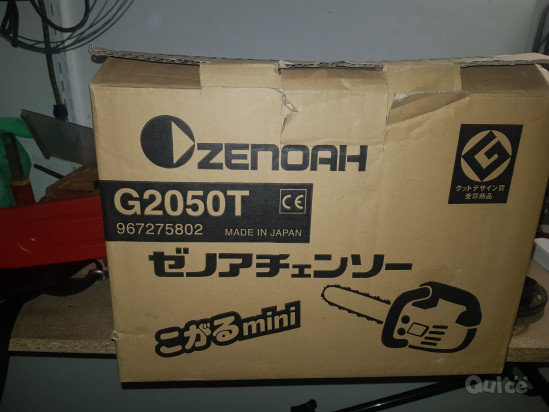 ZENOAH
G2050T CE
967275802 MADE IN JAPAN
グッドデザイン賞
受賞商品
ゼノアチェンソー
こがるmini
Quice